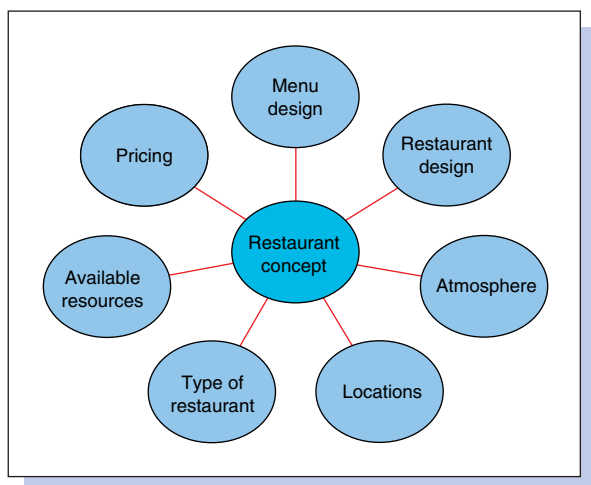 Menu
design
Pricing
Restaurant
design
Restaurant
concept
Available
resources
Atmosphere
Type of
restaurant
Locations